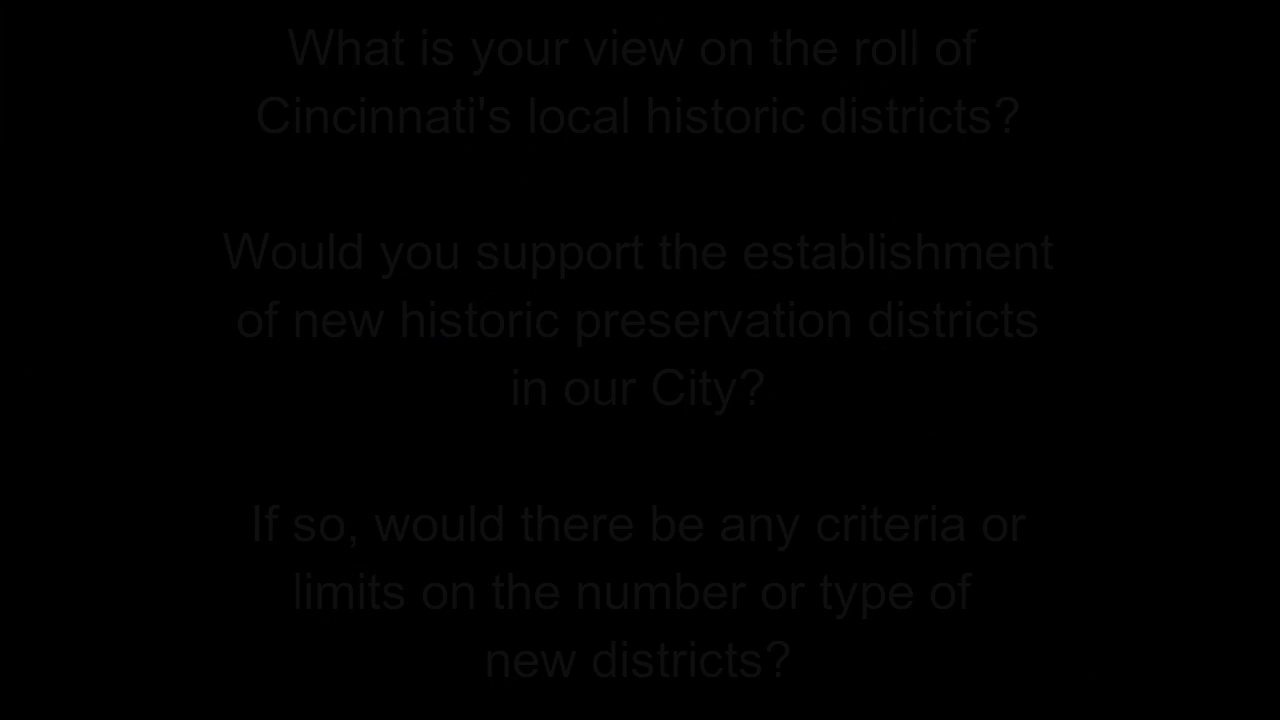 What is your view on the roll of
Cincinnati's local historic districts?
Would you support the establishment
of new historic preservation districts
in our City?
If so, would there be any criteria or
limits on the number or type of
new districts?